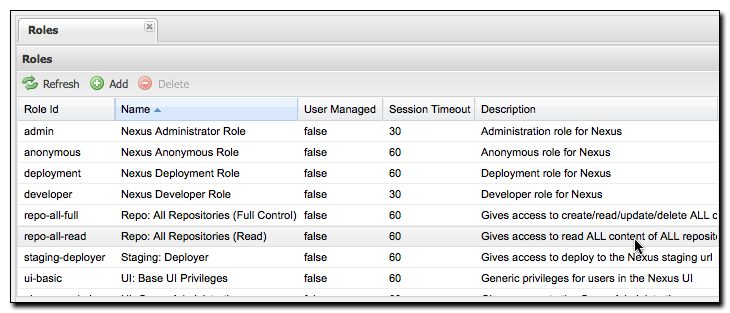 Roles
Roles
Refresh Add Delete
Role Id Name User Managed Session Timeout Description
admin Nexus Administrator Role false 30 Administration role for Nexus
anonymous Nexus Anonymous Role false 60 Anonymous role for Nexus
deployment Nexus Deployment Role false 60 Deployment role for Nexus
developer Nexus Developer Role false 30 Developer role for Nexus
repo-all-full Repo: All Repositories (Full Control) false 60 Gives access to create/read/update/delete ALL c
repo-all-read Repo: All Repositories (Read) false 60 Gives access to read ALL content of ALL reposit
staging-deployer Staging: Deployer false 60 Gives access to deploy to the Nexus staging url
ui-basic UI: Base UI Privileges false 60 Generic privileges for users in the Nexus UI